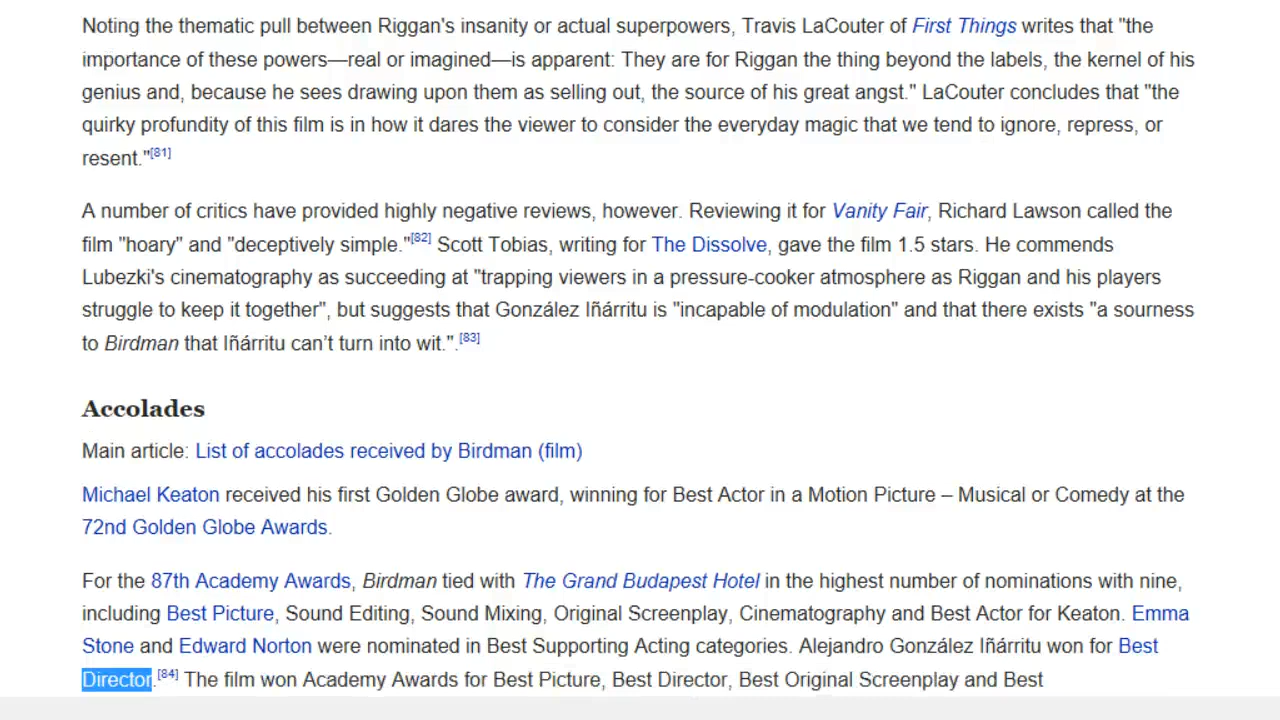 Noting the thematic pull between Riggan's insanity or actual superpowers, Travis LaCouter of First Things writes that "the
importance of these powers—real or imagined—is apparent: They are for Riggan the thing beyond the labels, the kernel of his
genius and, because he sees drawing upon them as selling out, the source of his great angst." LaCouter concludes that "the
quirky profundity of this film is in how it dares the viewer to consider the everyday magic that we tend to ignore, repress, or
resent."[81]
A number of critics have provided highly negative reviews, however. Reviewing it for Vanity Fair, Richard Lawson called the
film "hoary" and "deceptively simple."[82] Scott Tobias, writing for The Dissolve, gave the film 1.5 stars. He commends
Lubezki's cinematography as succeeding at "trapping viewers in a pressure-cooker atmosphere as Riggan and his players
struggle to keep it together", but suggests that González Iñárritu is "incapable of modulation" and that there exists "a sourness
to Birdman that Iñárritu can’t turn into wit.".[83]
Accolades
Main article: List of accolades received by Birdman (film)
Michael Keaton received his first Golden Globe award, winning for Best Actor in a Motion Picture – Musical or Comedy at the
72nd Golden Globe Awards.
For the 87th Academy Awards, Birdman tied with The Grand Budapest Hotel in the highest number of nominations with nine,
including Best Picture, Sound Editing, Sound Mixing, Original Screenplay, Cinematography and Best Actor for Keaton. Emma
Stone and Edward Norton were nominated in Best Supporting Acting categories. Alejandro González Iñárritu won for Best
Director.[84] The film won Academy Awards for Best Picture, Best Director, Best Original Screenplay and Best